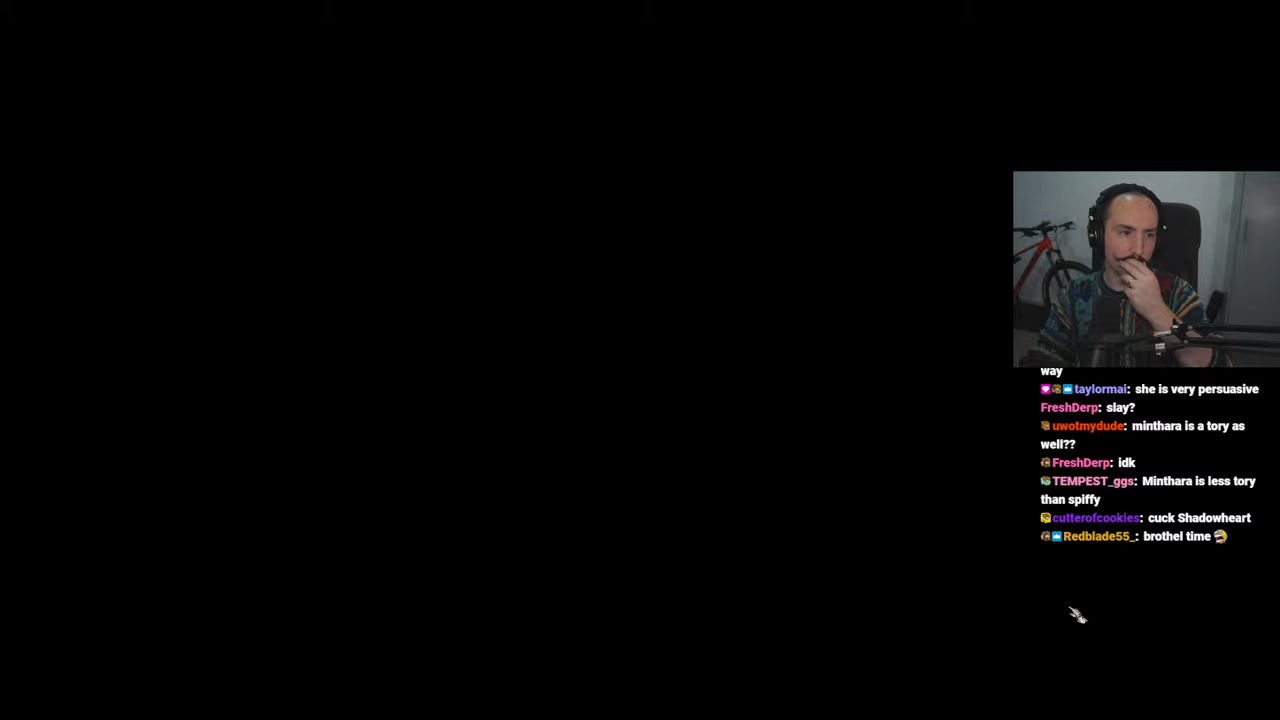 way
taylormai: she is very persuasive
FreshDerp: slay?
uwotmydude: minthara is a tory as
well??
FreshDerp: idk
TEMPEST_ggs: Minthara is less tory
than spiffy
cutterofcookies: cuck Shadowheart
Redblade55_: brothel time